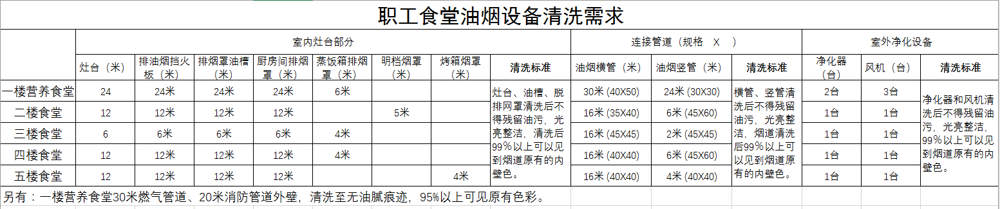 职工食堂油烟设备清洗需求
室内灶台部分 连接管道（规格 X ） 室外净化设备
灶台（米） 排油烟挡火板（米） 排烟罩油槽（米） 厨房间排烟罩（米） 蒸饭箱排烟罩（米） 明档烟罩（米） 烤箱烟罩（米） 清洗标准 油烟横管（米） 油烟竖管（米） 清洗标准 净化器（台） 风机（台） 清洗标准
一楼营养食堂 24 24米 24米 24米 6米 30米 (40X50) 24米 (30X30) 2台 3台
二楼食堂 12 12米 12米 12米 5米 16米 (35X40) 6米 (45X60) 1台 1台
三楼食堂 6 6米 6米 6米 4米 16米 (45X45) 2米 (45X45) 1台 1台
四楼食堂 12 12米 12米 12米 4米 16米 (40X40) 6米 (45X60) 1台 1台
五楼食堂 12 12米 12米 12米 4米 16米 (40X40) 4米 (40X40) 1台 1台
灶台、油槽、脱
排网罩清洗后不
得残留油污，光
亮整洁，清洗后
99%以上可以见
到烟道原有的内
壁色。
横管、竖管清
洗后不得残留
油污，光亮整
洁，烟道清洗
后99%以上可
以见到烟道原
有的内壁色。
净化器和风机清
洗后不得残留油
污，光亮整洁，
99%以上可以见
到烟道原有的内
壁色。
另有：一楼营养食堂30米燃气管道、20米消防管道外壁，清洗至无油腻痕迹，95%以上可见原有色彩。